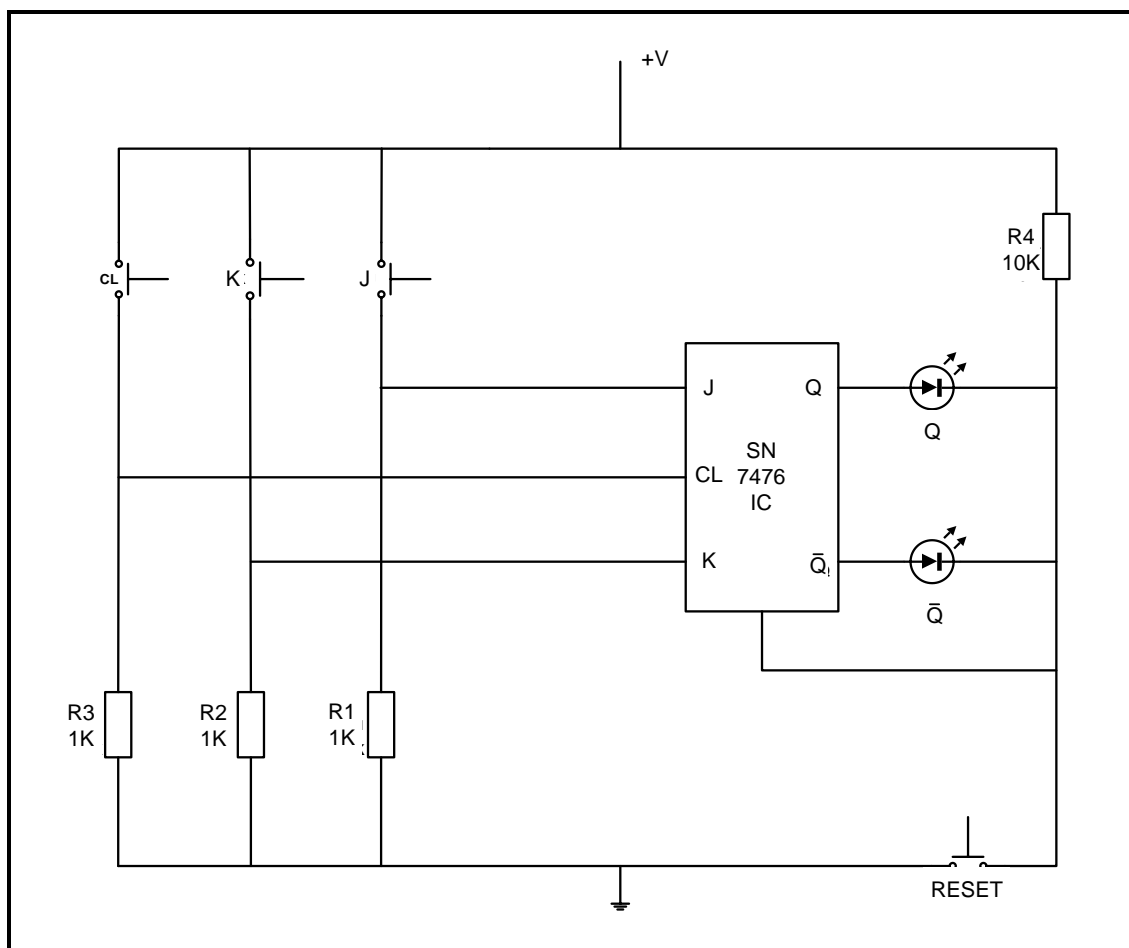 +V
R4
10K
CL
K
J
J
Q
Q
SN
7476
IC
CL
K
Q̄
Q̄
R3
1K
R2
1K
R1
1K
RESET